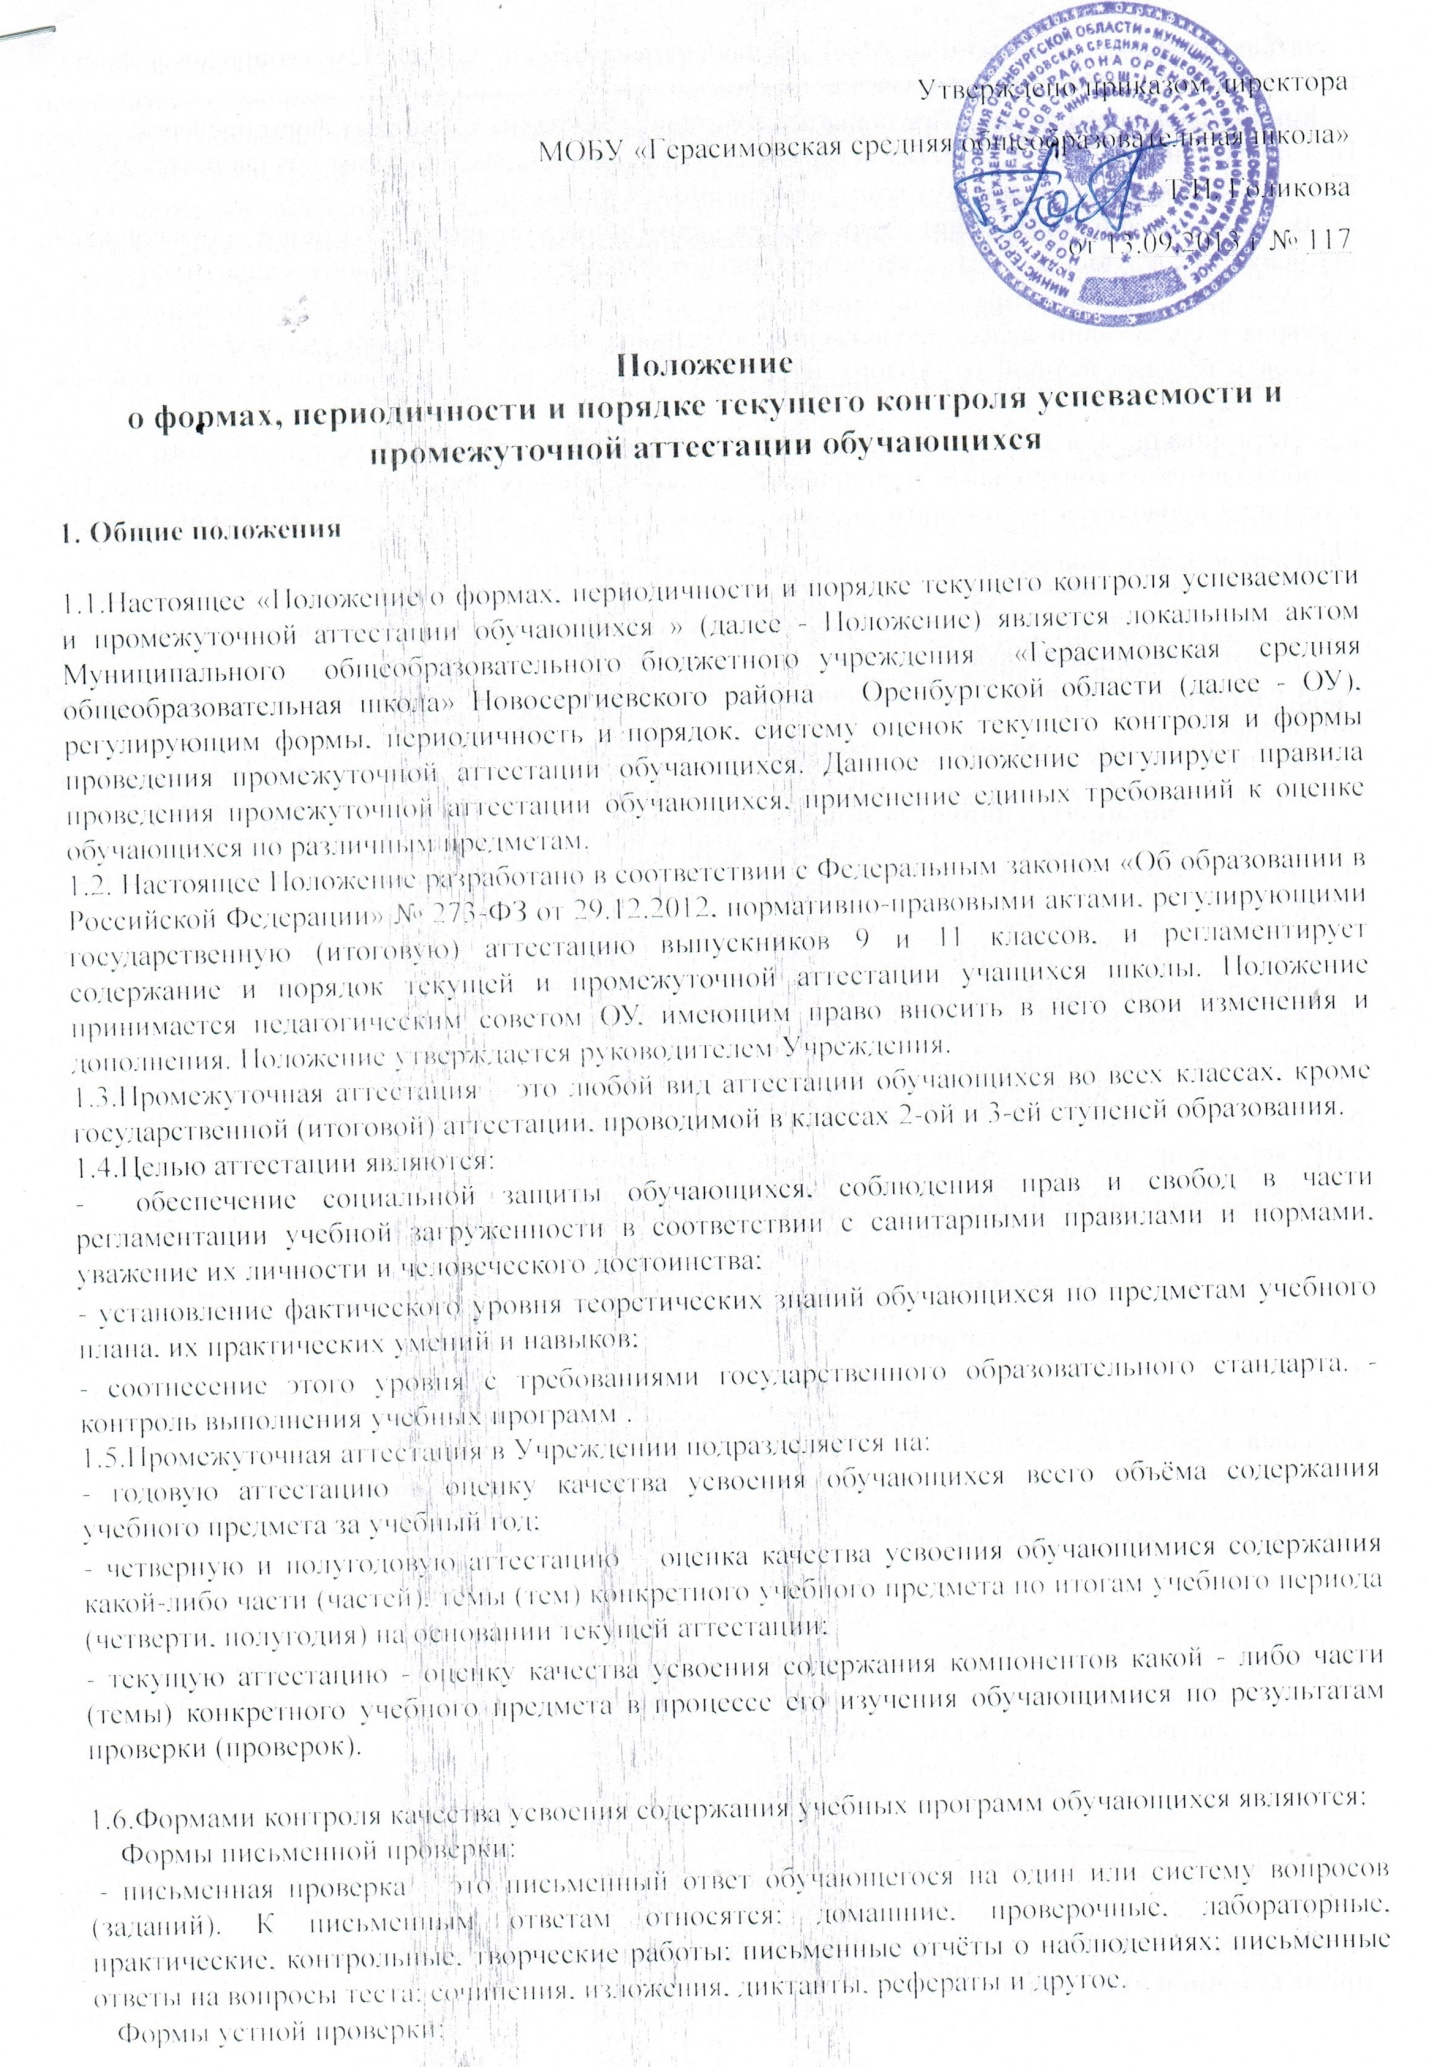 Утверждено приказом директора
МОБУ «Герасимовская средняя общеобразовательная школа»
Голикова
от 13.09.2013 г № 117
Положение
о формах, периодичности и порядке текущего контроля успеваемости и
промежуточной аттестации обучающихся
1. Общие положения
1.1.Настоящее «Положение о формах, периодичности и порядке текущего контроля успеваемости
и промежуточной аттестации обучающихся » (далее - Положение) является локальным актом
Муниципального общеобразовательного бюджетного учреждения «Герасимовская средняя
общеобразовательная школа» Новосергиевского района Оренбургской области (далее - ОУ),
регулирующим формы, периодичность и порядок, систему оценок текущего контроля и формы
проведения промежуточной аттестации обучающихся. Данное положение регулирует правила
проведения промежуточной аттестации обучающихся, применение единых требований к оценке
обучающихся по различным предметам.
1.2. Настоящее Положение разработано в соответствии с Федеральным законом «Об образовании в
Российской Федерации» № 273-ФЗ от 29.12.2012, нормативно-правовыми актами, регулирующими
государственную (итоговую) аттестацию выпускников 9 и 11 классов, и регламентирует
содержание и порядок текущей и промежуточной аттестации учащихся школы. Положение
принимается педагогическим советом ОУ, имеющим право вносить в него свои изменения и
дополнения. Положение утверждается руководителем Учреждения.
1.3.Промежуточная аттестация - это любой вид аттестации обучающихся во всех классах, кроме
государственной (итоговой) аттестации, проводимой в классах 2-ой и 3-ей ступеней образования.
1.4.Целью аттестации являются:
- обеспечение социальной защиты обучающихся, соблюдения прав и свобод в части
регламентации учебной загруженности в соответствии с санитарными правилами и нормами,
уважение их личности и человеческого достоинства;
- установление фактического уровня теоретических знаний обучающихся по предметам учебного
плана, их практических умений и навыков;
- соотнесение этого уровня с требованиями государственного образовательного стандарта, -
контроль выполнения учебных программ .
1.5.Промежуточная аттестация в Учреждении подразделяется на:
- годовую аттестацию - оценку качества усвоения обучающихся всего объёма содержания
учебного предмета за учебный год;
- четверную и полугодовую аттестацию - оценка качества усвоения обучающимися содержания
какой-либо части (частей), темы (тем) конкретного учебного предмета по итогам учебного периода
(четверти, полугодия) на основании текущей аттестации;
- текущую аттестацию - оценку качества усвоения содержания компонентов какой - либо части
(темы) конкретного учебного предмета в процессе его изучения обучающимися по результатам
проверки (проверок).
1.6.Формами контроля качества усвоения содержания учебных программ обучающихся являются:
Формы письменной проверки:
- письменная проверка - это письменный ответ обучающегося на один или систему вопросов
(заданий). К письменным ответам относятся: домашние, проверочные, лабораторные,
практические, контрольные, творческие работы; письменные отчёты о наблюдениях; письменные
ответы на вопросы теста; сочинения, изложения, диктанты, рефераты и другое.
Формы устной проверки: